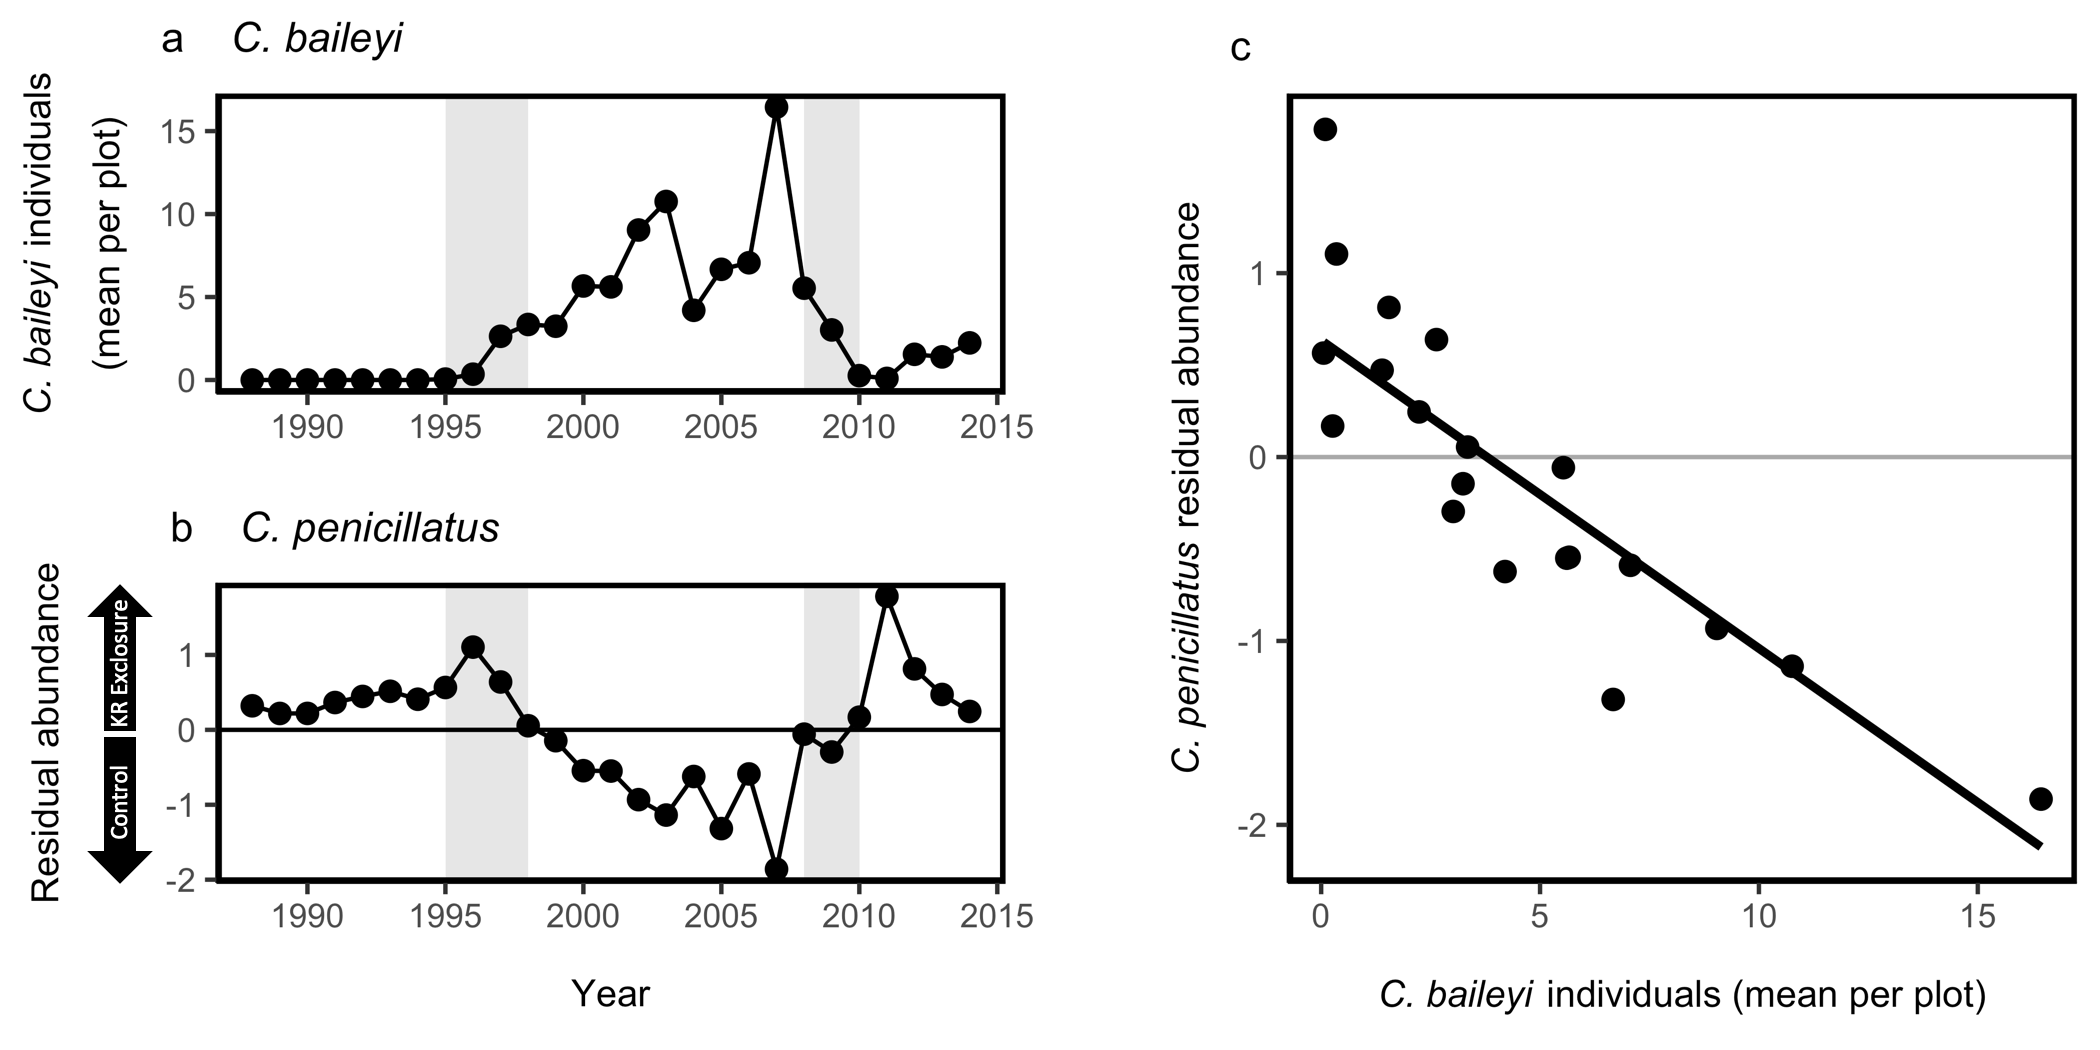 a C. baileyi
C. baileyi individuals
(mean per plot)
15
10
5
0
1990 1995 2000 2005 2010 2015
b C. penicillatus
Residual abundance
KR Exclosure
Control
1
0
-1
-2
1990 1995 2000 2005 2010 2015
Year
c
C. penicillatus residual abundance
1
0
-1
-2
0 5 10 15
C. baileyi individuals (mean per plot)